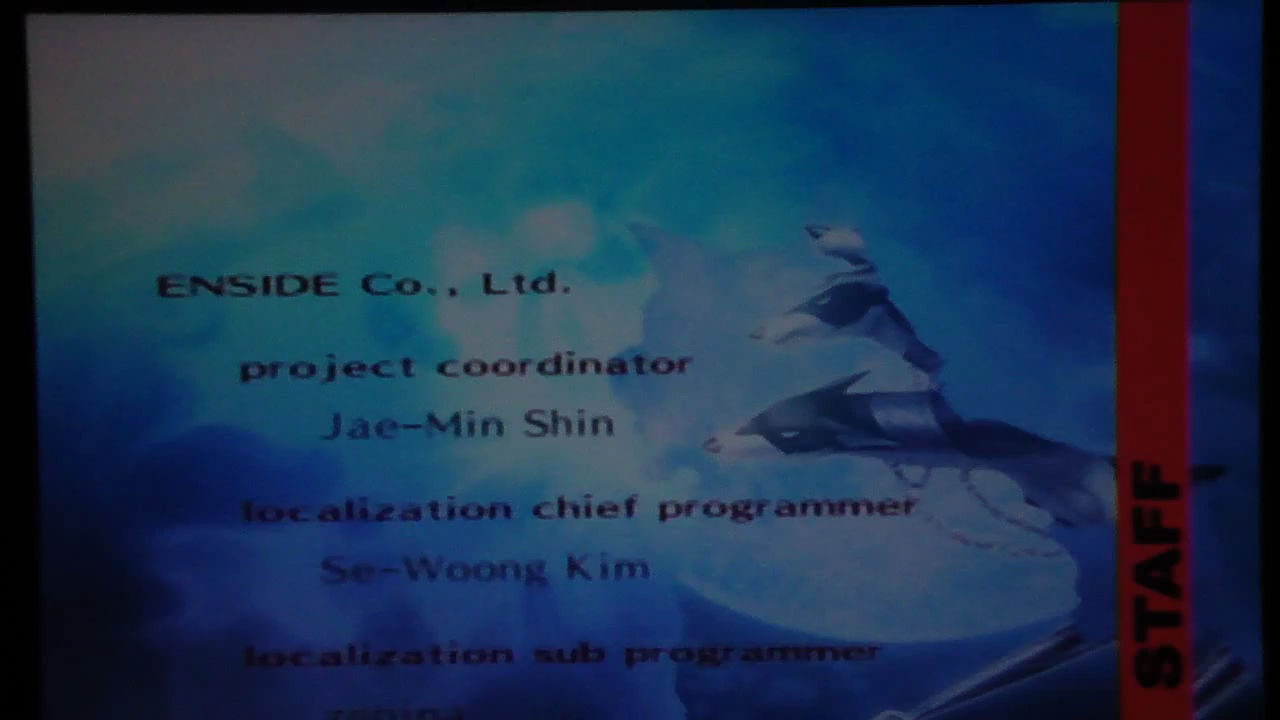 ENSIDE Co., Ltd.
project coordinator
Jae-Min Shin
localization chief programmer
Se-Woong Kim
localization sub programmer
STAFF